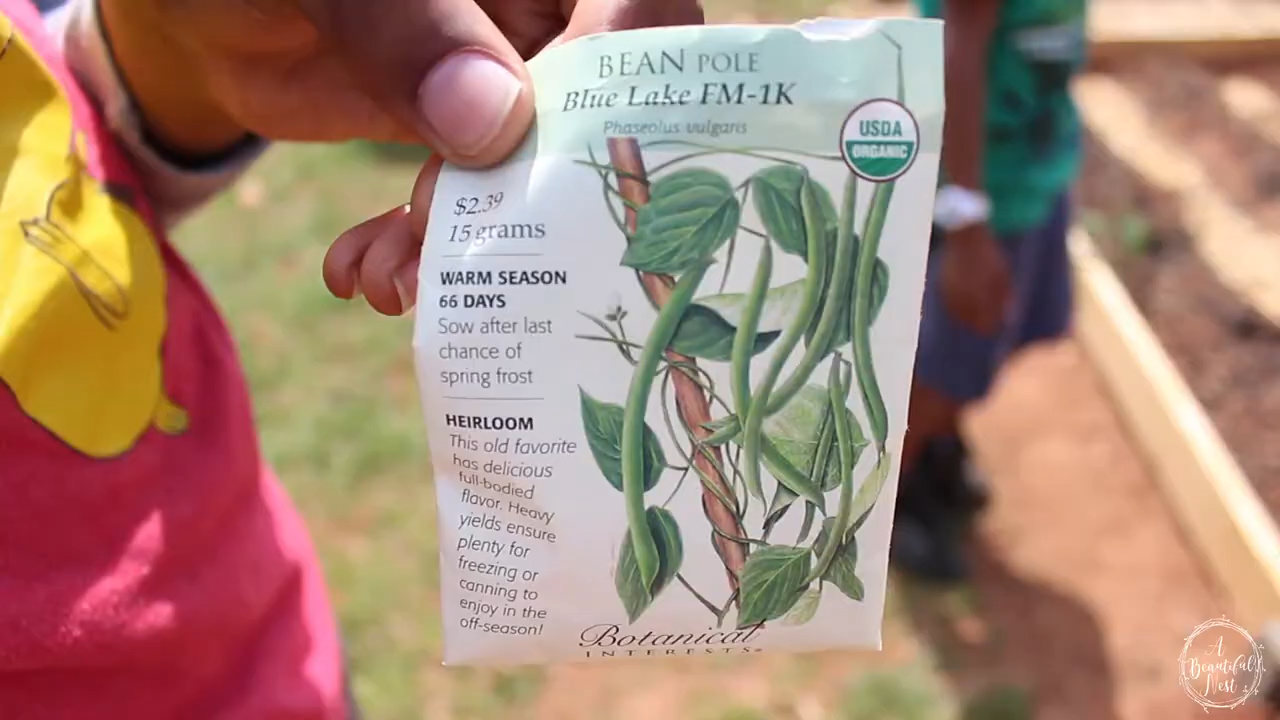 BEAN POLE
Blue Lake FM-1K
Phaseolus vulgaris
USDA
ORGANIC
$2.39
15 grams
WARM SEASON
66 DAYS
Sow after last
chance of
spring frost
HEIRLOOM
This old favorite
has delicious
full-bodied
flavor. Heavy
yields ensure
plenty for
freezing or
canning to
enjoy in the
off-season!
Botanical
INTERESTS®
A
Beautiful
Nest